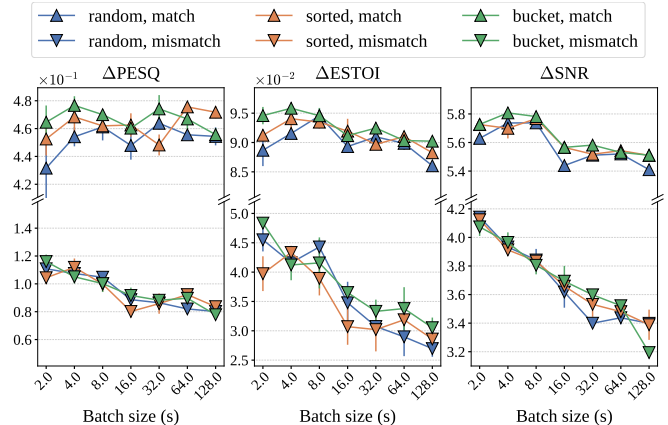 random, match sorted, match bucket, match
random, mismatch sorted, mismatch bucket, mismatch
×10⁻¹ ΔPESQ ×10⁻² ΔESTOI ΔSNR
4.8 9.5 5.8
4.6 9.0 5.6
4.4 8.5 5.4
4.2
1.2 5.0 4.2
1.0 4.5 4.0
0.8 4.0 3.8
0.6 3.5 3.6
3.0 3.4
2.5 3.2
2.0 4.0 8.0 16.0 32.0 64.0 128.0 2.0 4.0 8.0 16.0 32.0 64.0 128.0 2.0 4.0 8.0 16.0 32.0 64.0 128.0
Batch size (s) Batch size (s) Batch size (s)